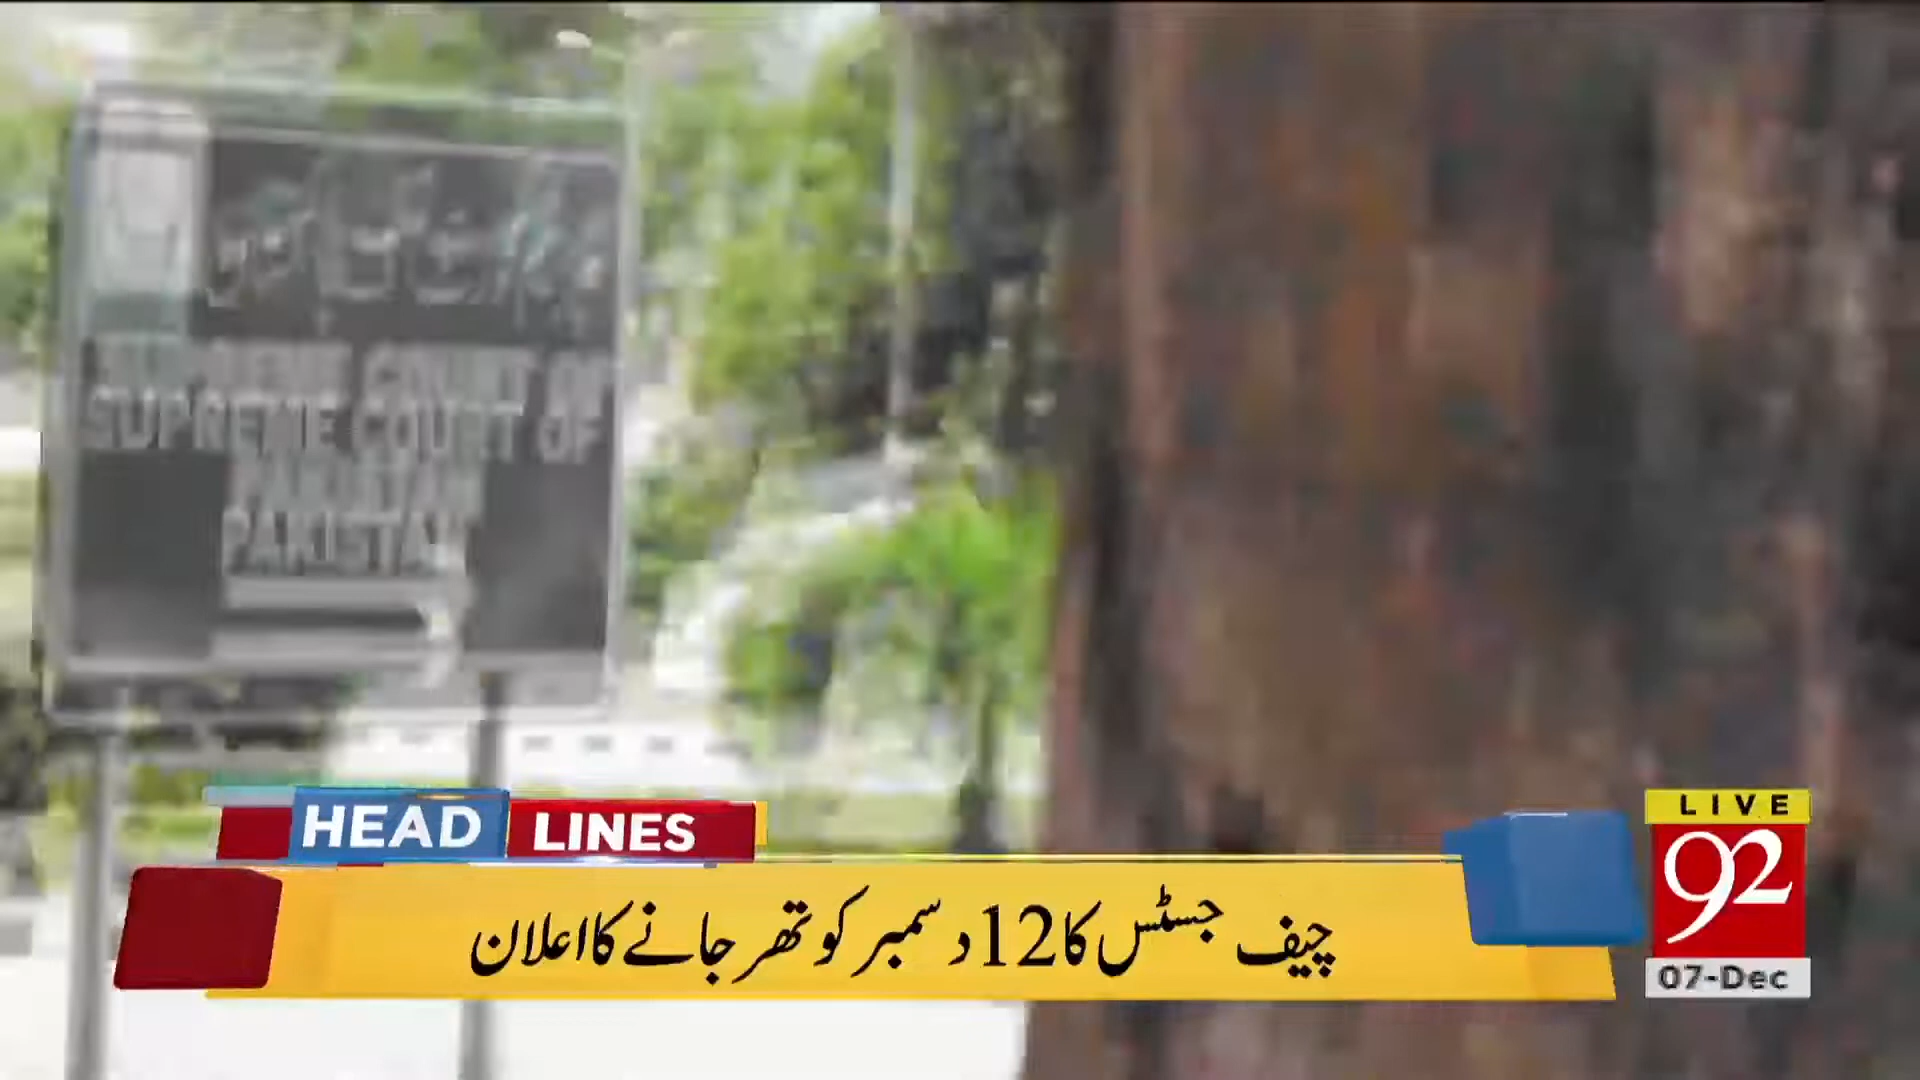 SUPREME COURT OF
PAKISTAN
HEAD LINES
LIVE
92
چیف جسٹس کا 12 دسمبر کو تھر جانے کا اعلان
07-Dec